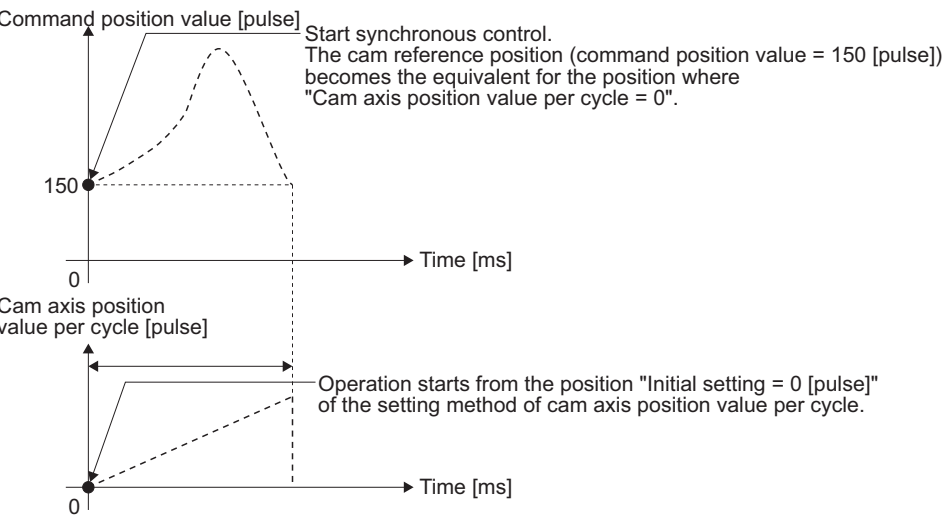 Command position value [pulse]
Start synchronous control.
The cam reference position (command position value = 150 [pulse])
becomes the equivalent for the position where
"Cam axis position value per cycle = 0".
150
Time [ms]
0
Cam axis position
value per cycle [pulse]
Operation starts from the position "Initial setting = 0 [pulse]"
of the setting method of cam axis position value per cycle.
Time [ms]
0